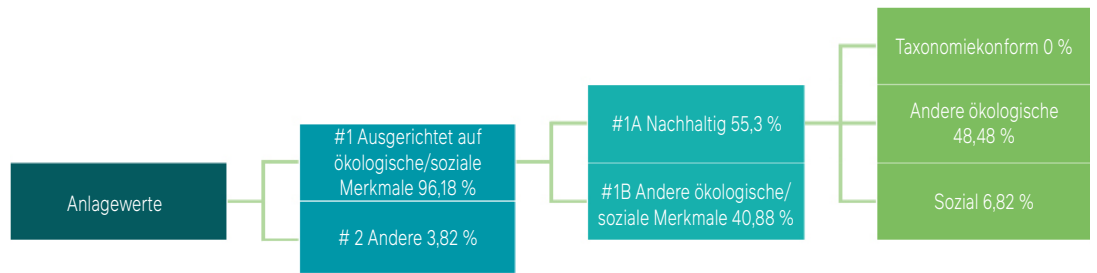 Anlagewerte
#1 Ausgerichtet auf
ökologische/soziale
Merkmale 96,18 %
# 2 Andere 3,82 %
#1A Nachhaltig 55,3 %
#1B Andere ökologische/
soziale Merkmale 40,88 %
Taxonomiekonform 0 %
Andere ökologische
48,48 %
Sozial 6,82 %